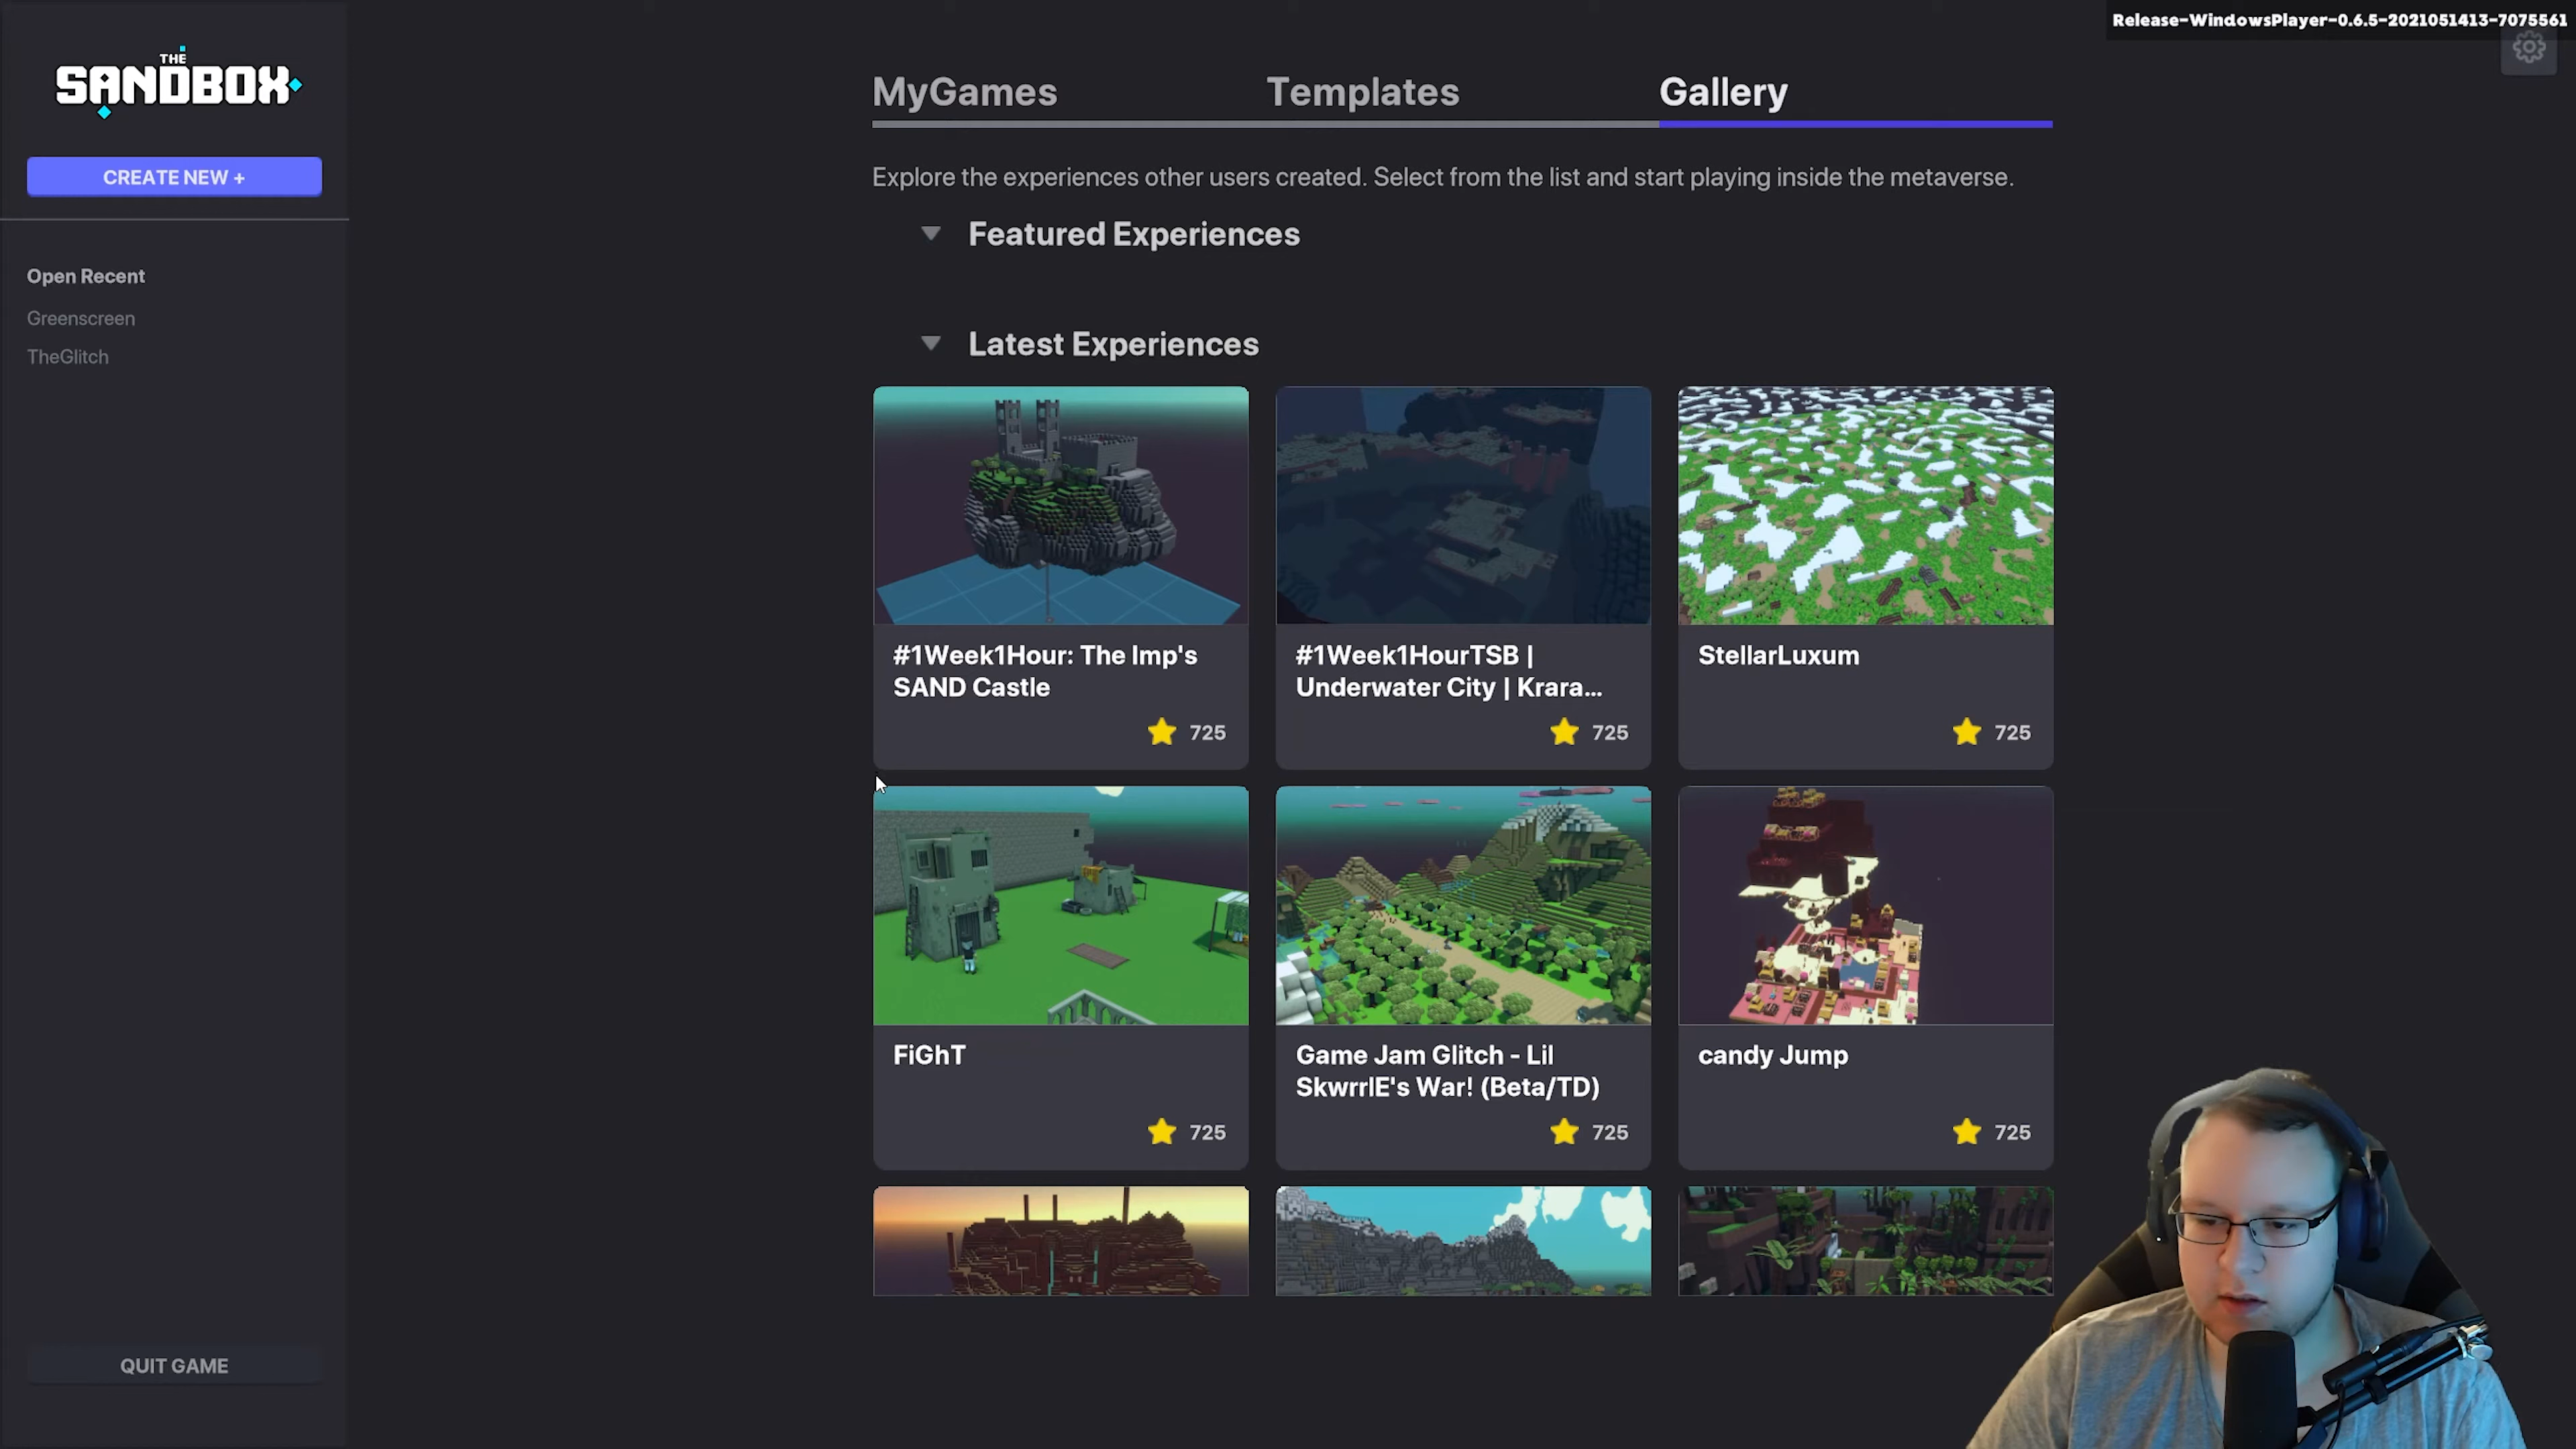 Release-WindowsPlayer-0.6.5-2021051413-7075561
THE
SANDBOX
CREATE NEW +
Open Recent
Greenscreen
TheGlitch
QUIT GAME
MyGames
Templates
Gallery
Explore the experiences other users created. Select from the list and start playing inside the metaverse.
Featured Experiences
Latest Experiences
#1Week1Hour: The Imp's
SAND Castle
725
#1Week1HourTSB |
Underwater City | Krara...
725
StellarLuxum
725
FiGhT
725
Game Jam Glitch - Lil
SkwrrlE's War! (Beta/TD)
725
candy Jump
725